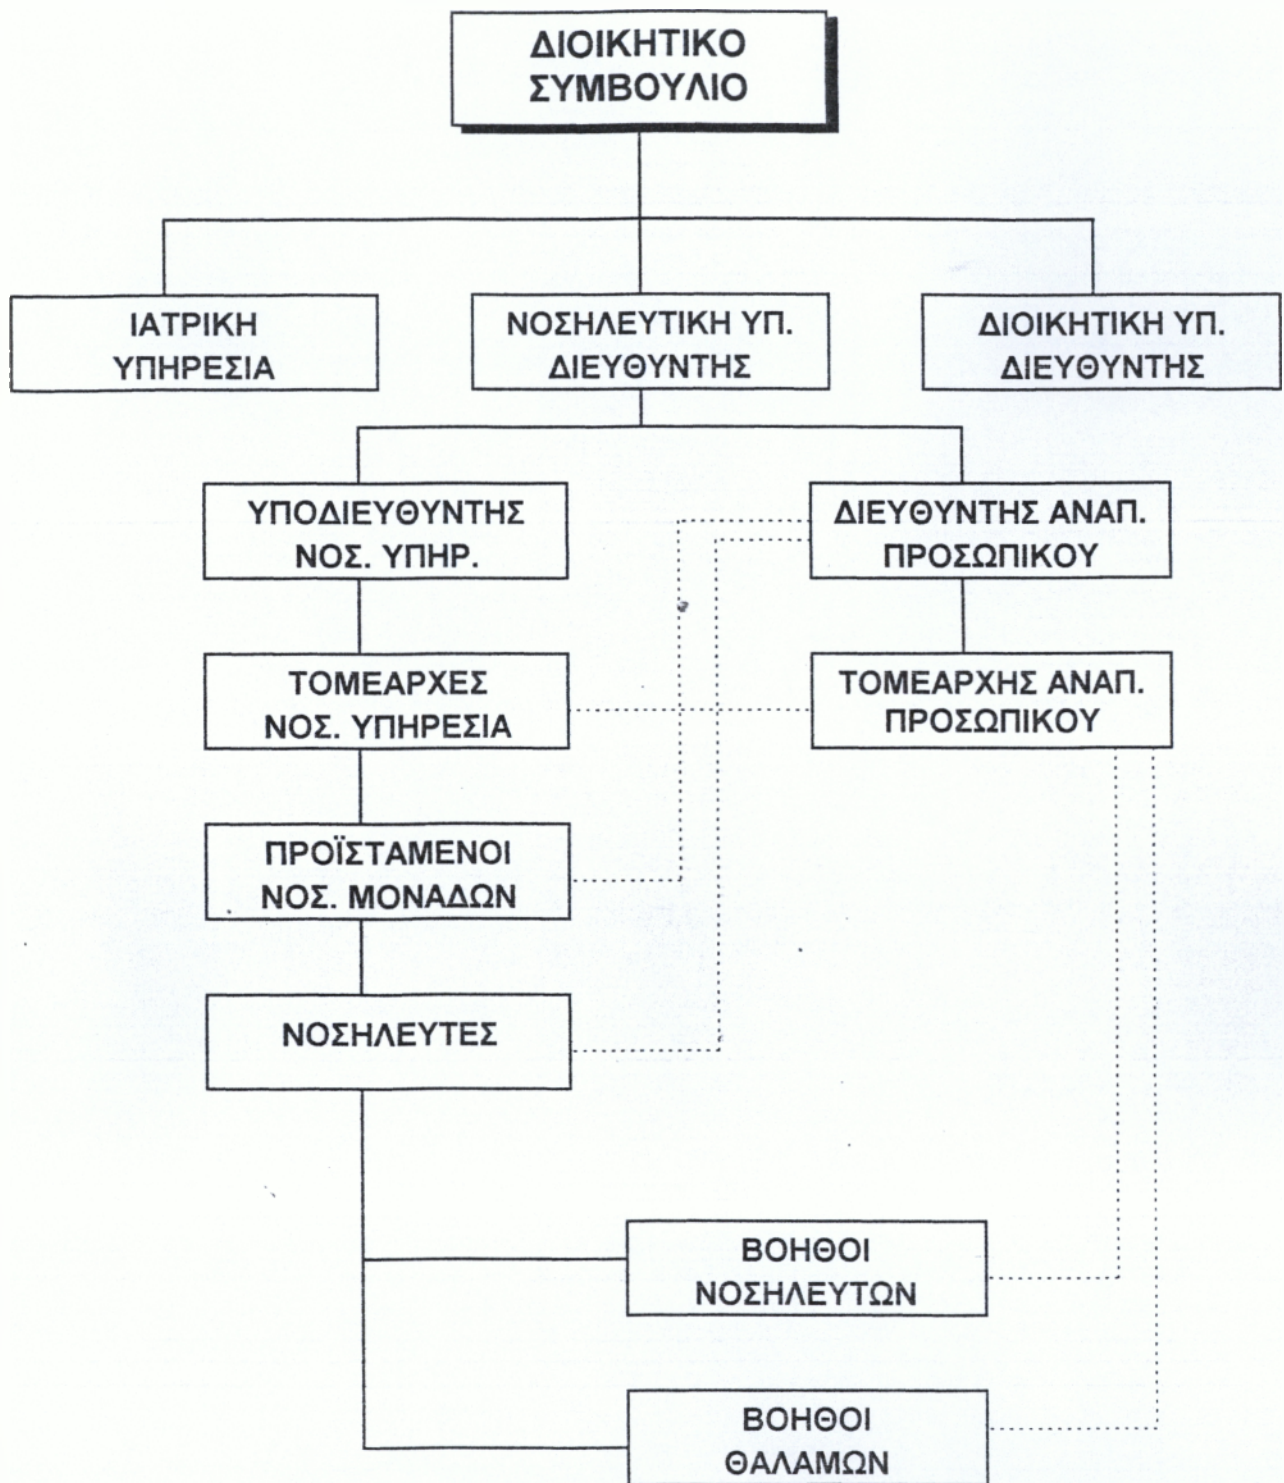 ΔΙΟΙΚΗΤΙΚΟ
ΣΥΜΒΟΥΛΙΟ
ΙΑΤΡΙΚΗ
ΥΠΗΡΕΣΙΑ
ΝΟΣΗΛΕΥΤΙΚΗ ΥΠ.
ΔΙΕΥΘΥΝΤΗΣ
ΔΙΟΙΚΗΤΙΚΗ ΥΠ.
ΔΙΕΥΘΥΝΤΗΣ
ΥΠΟΔΙΕΥΘΥΝΤΗΣ
ΝΟΣ. ΥΠΗΡ.
ΔΙΕΥΘΥΝΤΗΣ ΑΝΑΠ.
ΠΡΟΣΩΠΙΚΟΥ
ΤΟΜΕΑΡΧΕΣ
ΝΟΣ. ΥΠΗΡΕΣΙΑ
ΤΟΜΕΑΡΧΗΣ ΑΝΑΠ.
ΠΡΟΣΩΠΙΚΟΥ
ΠΡΟΪΣΤΑΜΕΝΟΙ
ΝΟΣ. ΜΟΝΑΔΩΝ
ΝΟΣΗΛΕΥΤΕΣ
ΒΟΗΘΟΙ
ΝΟΣΗΛΕΥΤΩΝ
ΒΟΗΘΟΙ
ΘΑΛΑΜΩΝ